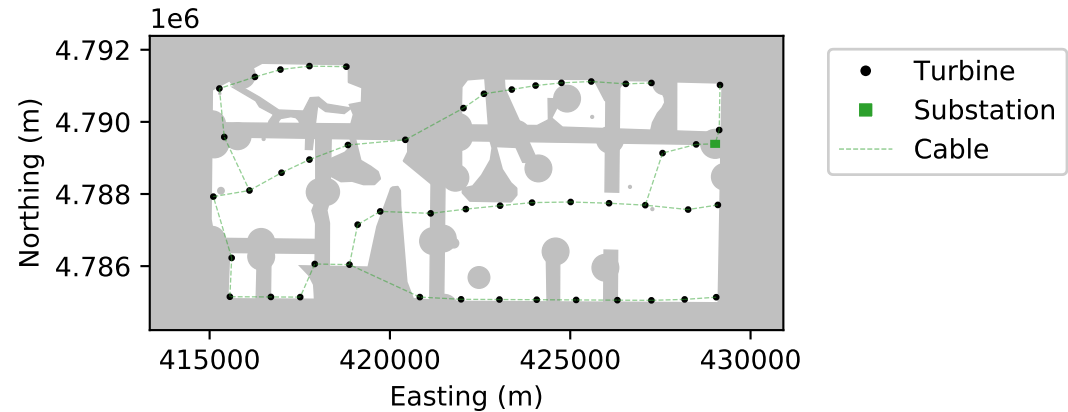 1e6
4.792
4.790
4.788
4.786
Northing (m)
415000 420000 425000 430000
Easting (m)
Turbine
Substation
Cable